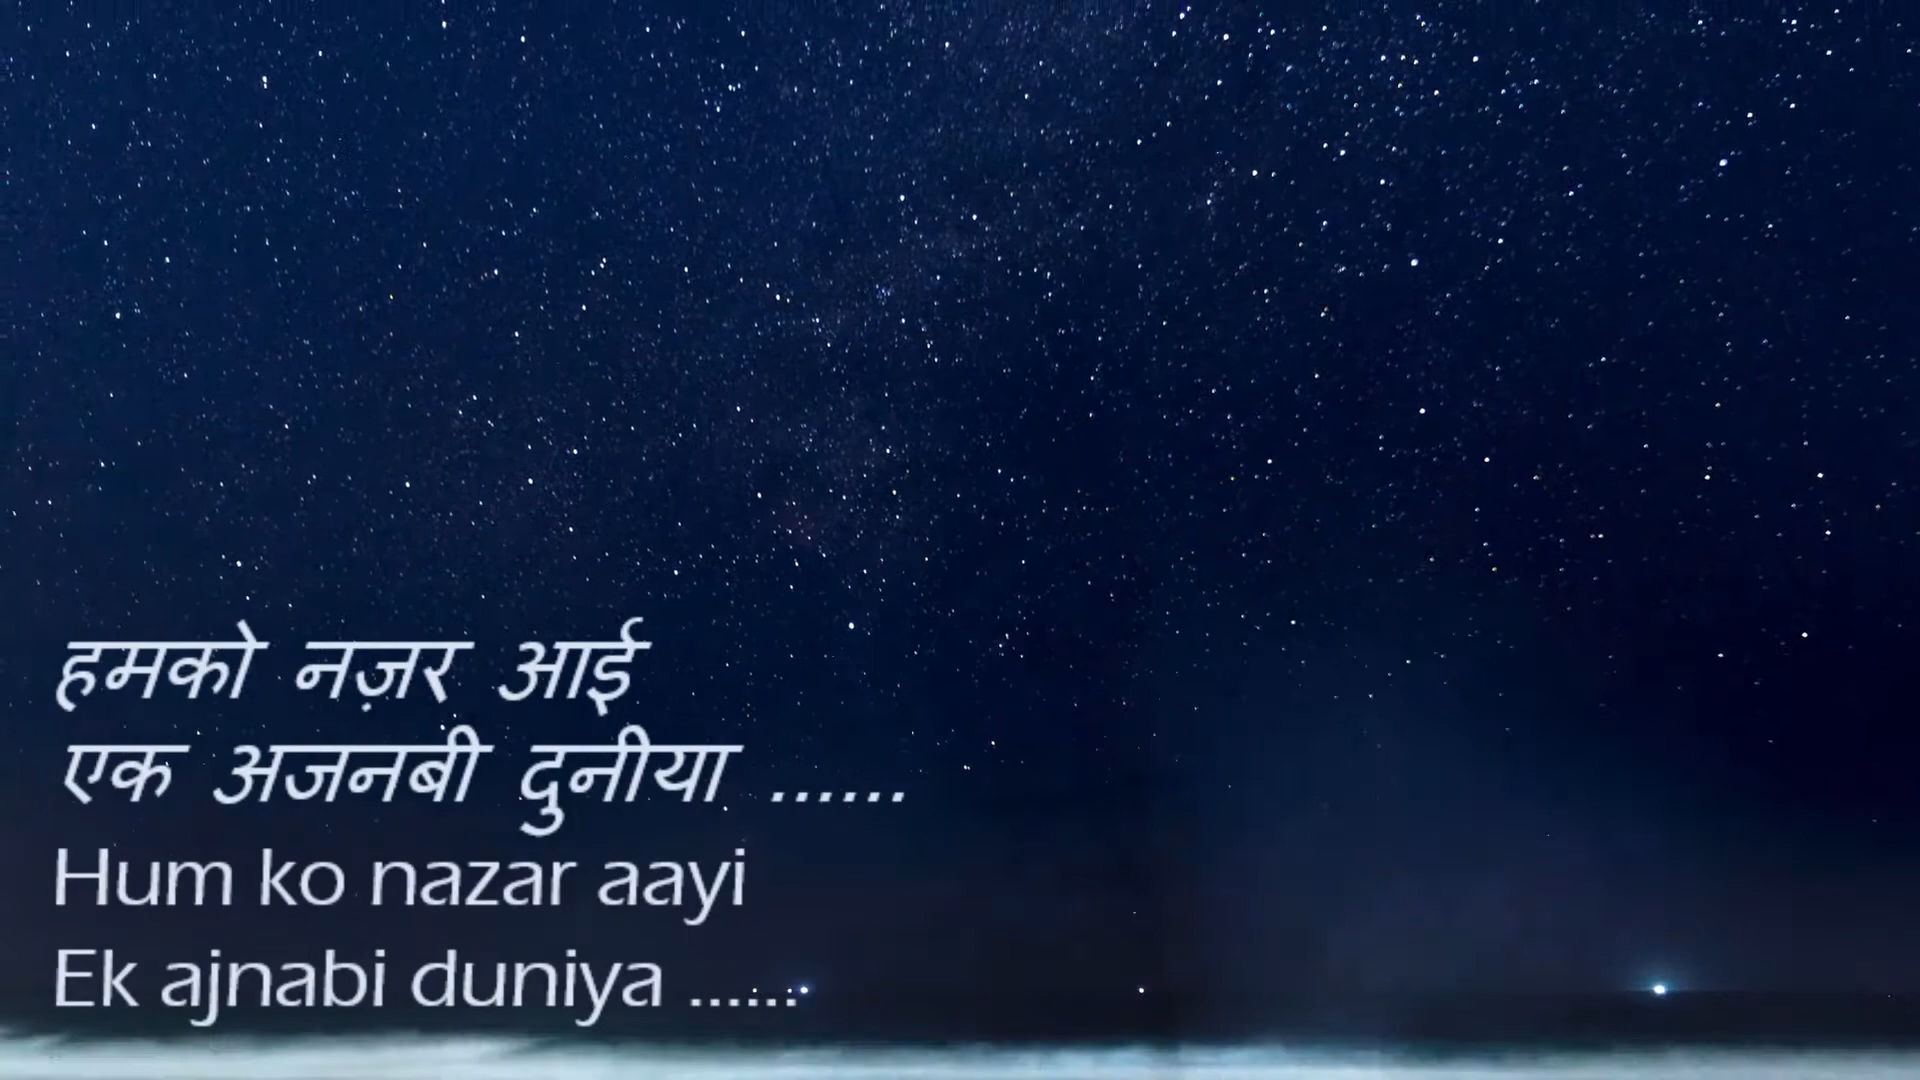 हमको नज़र आई
एक अजनबी दुनीया ......
Hum ko nazar aayi
Ek ajnabi duniya ......